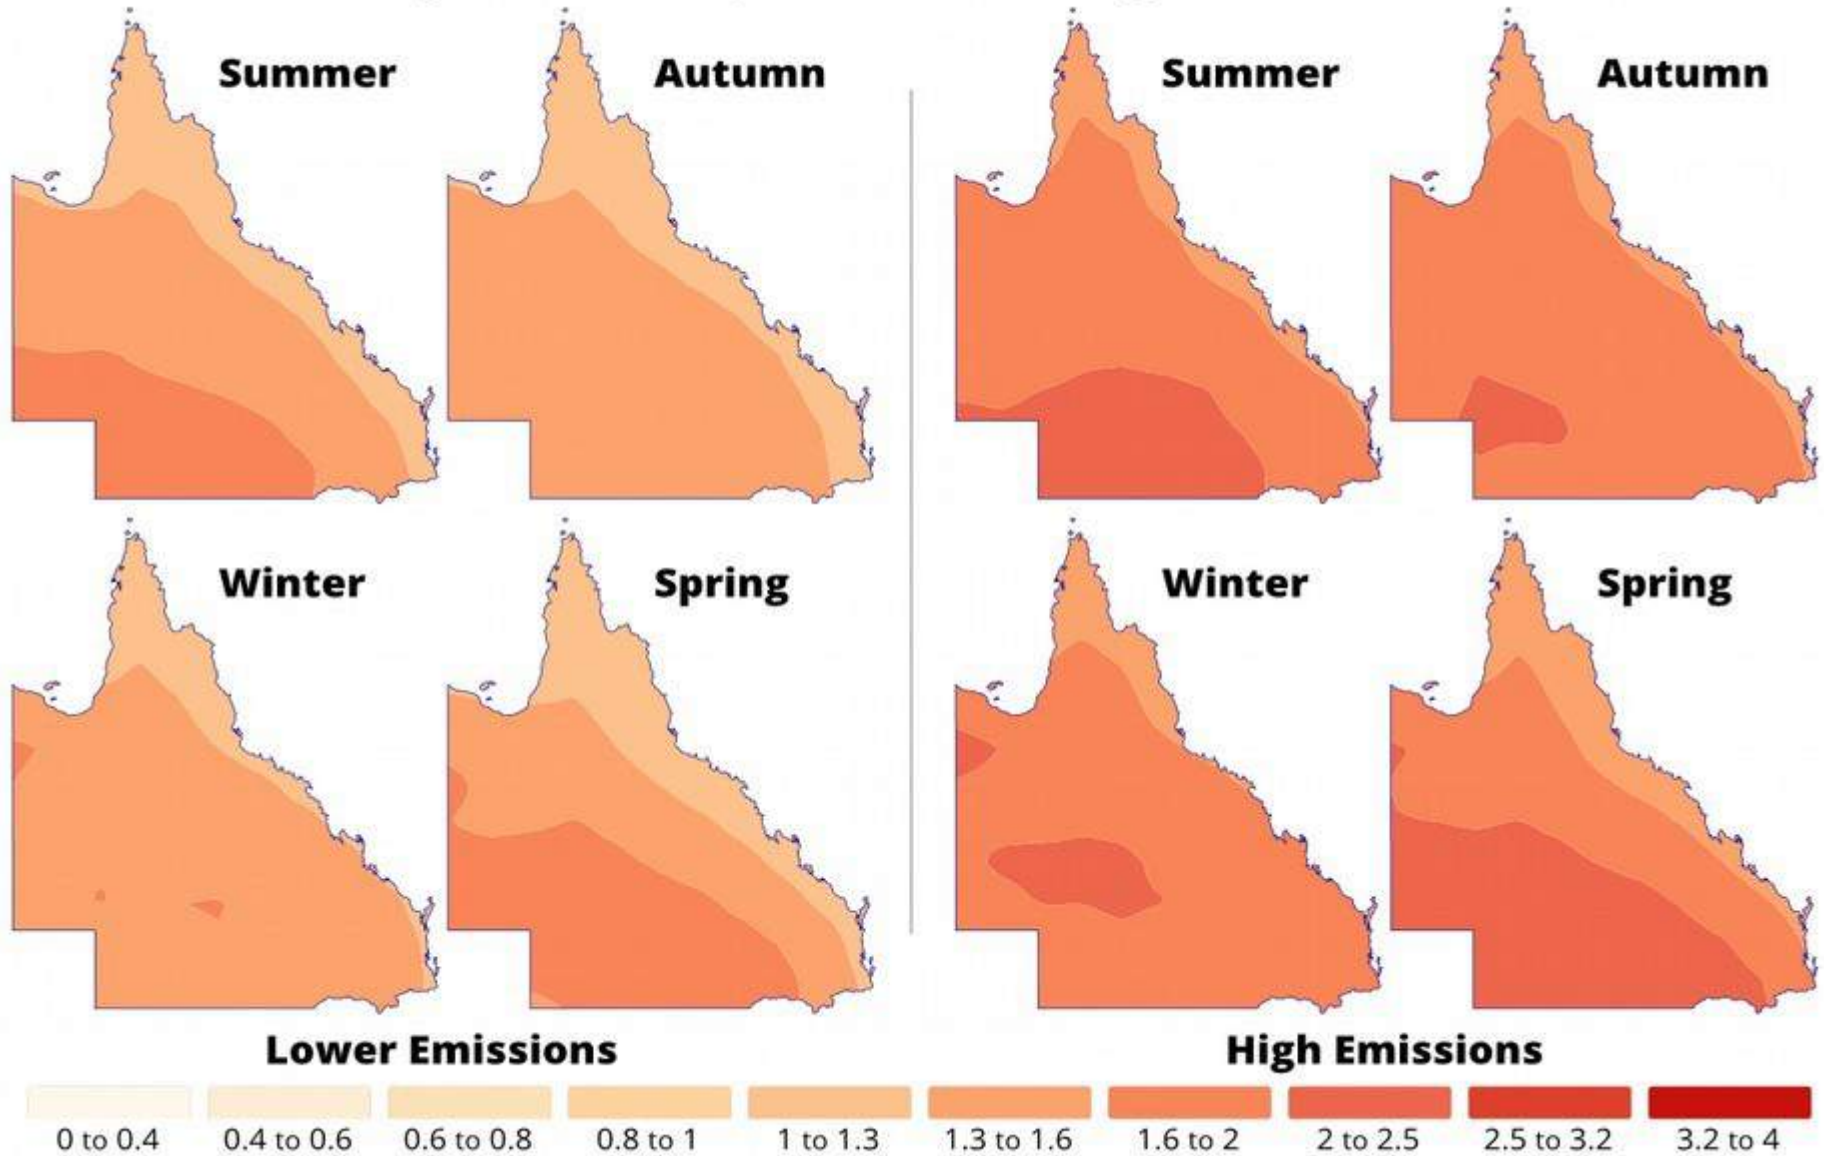 Summer
Autumn
Summer
Autumn
Winter
Spring
Winter
Spring
Lower Emissions
High Emissions
0 to 0.4
0.4 to 0.6
0.6 to 0.8
0.8 to 1
1 to 1.3
1.3 to 1.6
1.6 to 2
2 to 2.5
2.5 to 3.2
3.2 to 4